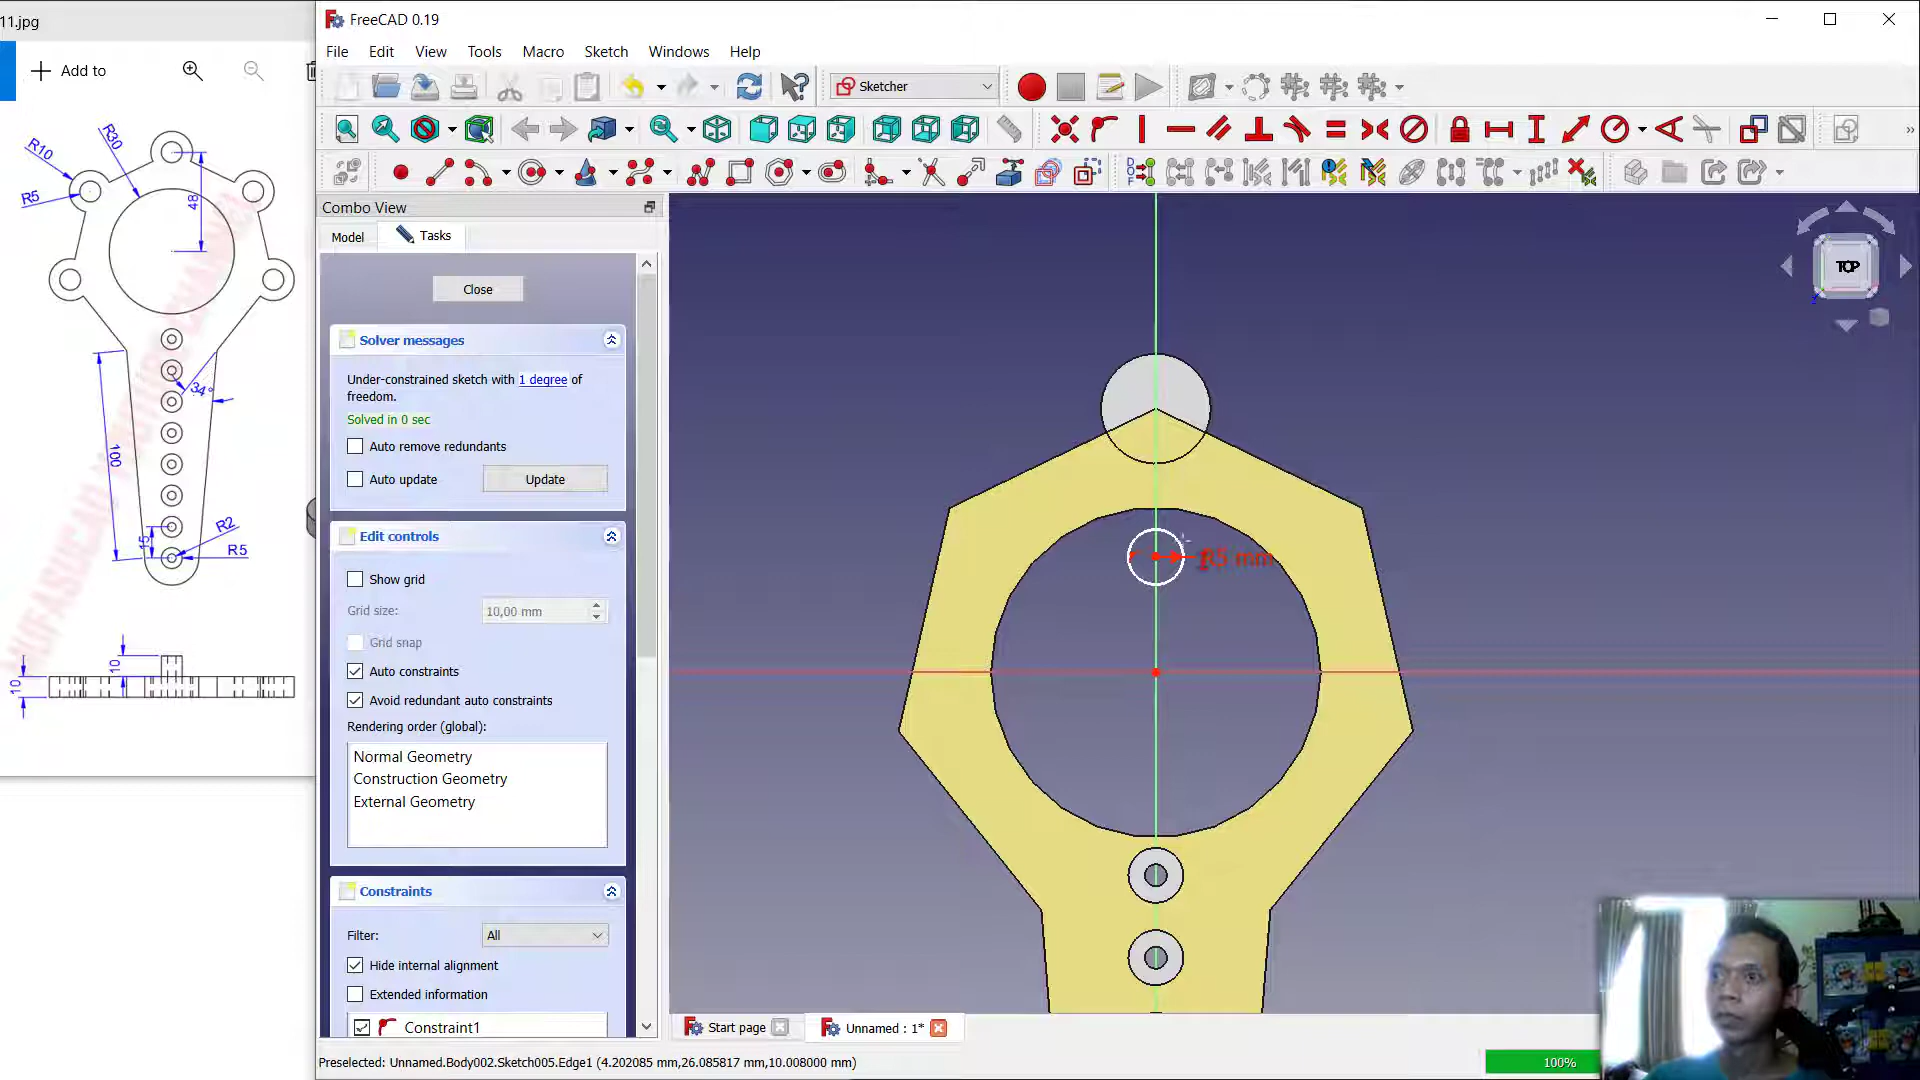 11.jpg
Add to
R10
R30
R5
48
100
34°
R2
15
R5
10
10
MUFASUCAD YOUTUBE CHANNEL
FreeCAD 0.19
File Edit View Tools Macro Sketch Windows Help
Sketcher
Combo View
Model
Tasks
Close
Solver messages
Under-constrained sketch with 1 degree of
freedom.
Solved in 0 sec
Auto remove redundants
Auto update
Update
Edit controls
Show grid
Grid size:
10,00 mm
Grid snap
Auto constraints
Avoid redundant auto constraints
Rendering order (global):
Normal Geometry
Construction Geometry
External Geometry
Constraints
Filter:
All
Hide internal alignment
Extended information
Constraint1
TOP
R5 mm
Start page
Unnamed : 1*
Preselected: Unnamed.Body002.Sketch005.Edge1 (4.202085 mm,26.085817 mm,10.008000 mm)
100%